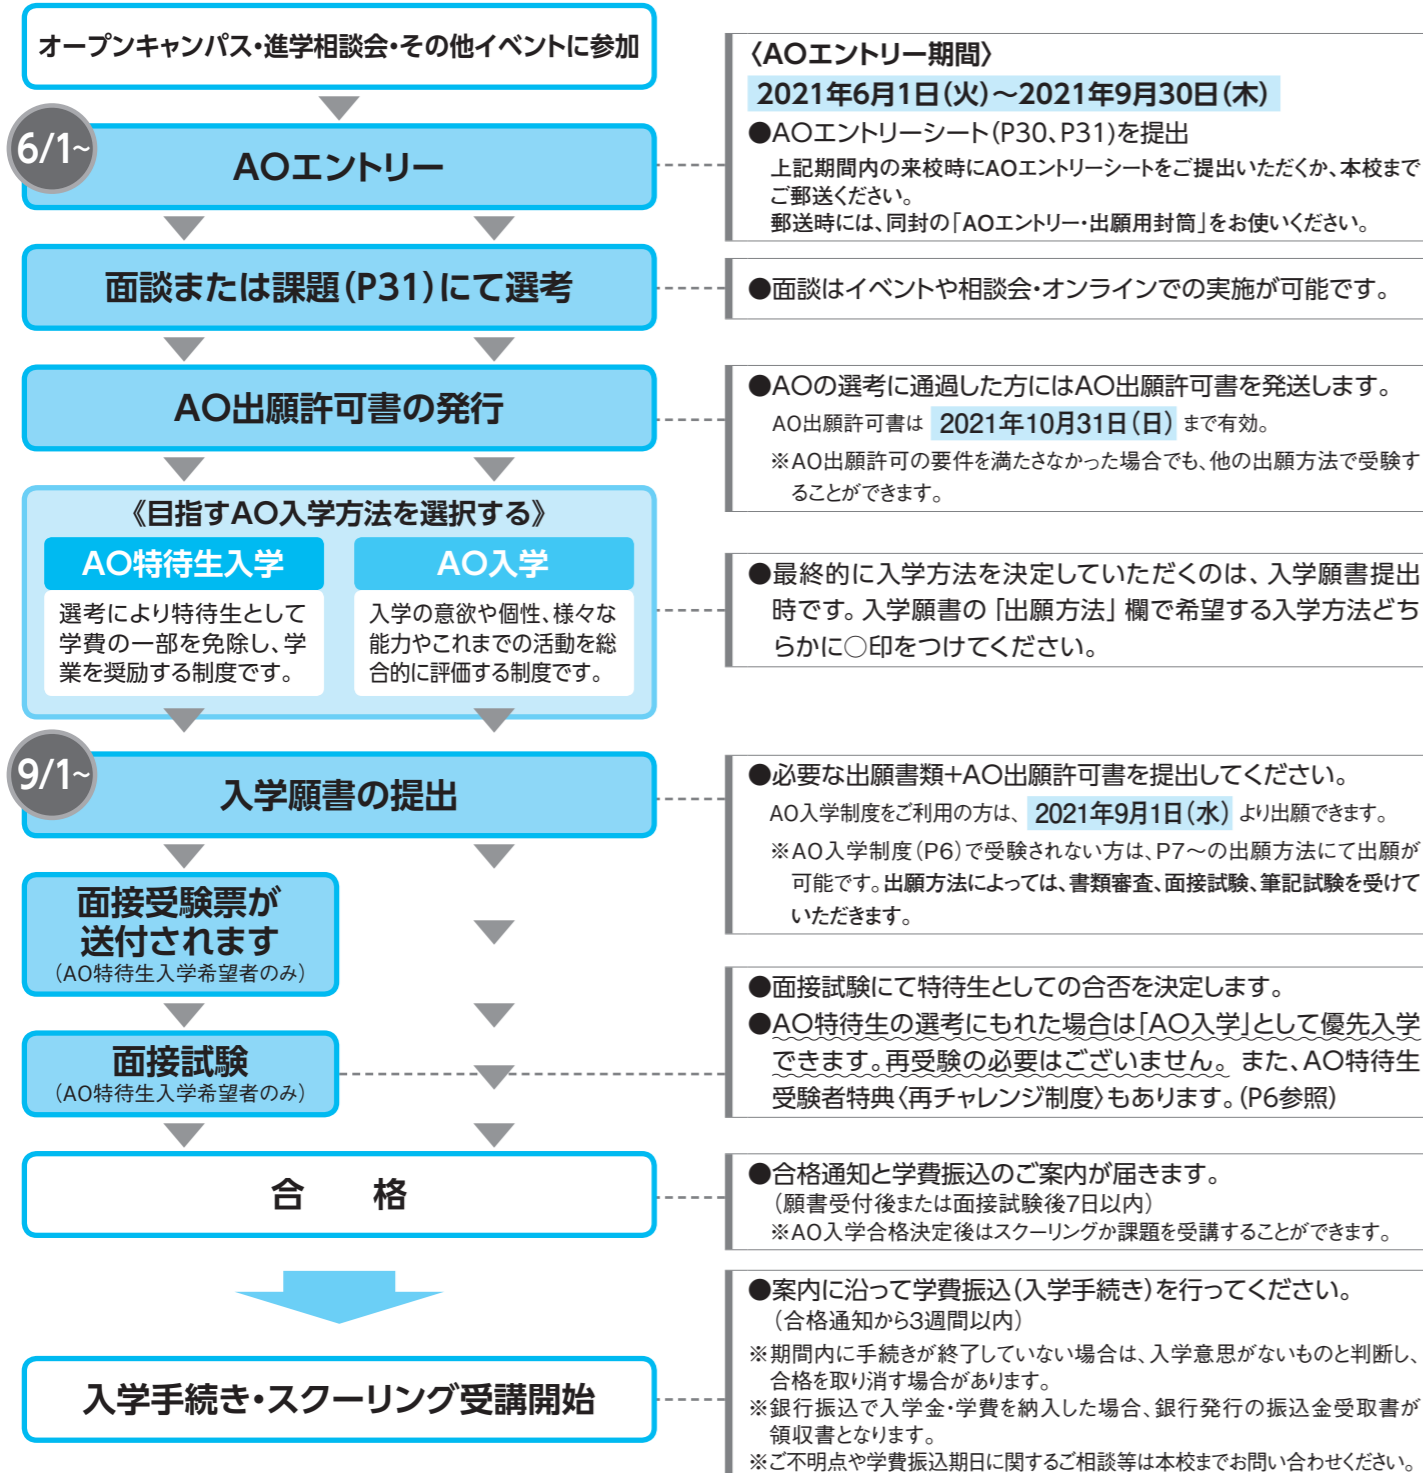 オープンキャンパス・進学相談会・その他イベントに参加
6/1~
AOエントリー
〈AOエントリー期間〉
2021年6月1日(火)〜2021年9月30日(木)
●AOエントリーシート(P30、P31)を提出
上記期間内の来校時にAOエントリーシートをご提出いただくか、本校まで
ご郵送ください。
郵送時には、同封の「AOエントリー・出願用封筒」をお使いください。
面談または課題(P31)にて選考
●面談はイベントや相談会・オンラインでの実施が可能です。
AO出願許可書の発行
●AOの選考に通過した方にはAO出願許可書を発送します。
AO出願許可書は 2021年10月31日(日) まで有効。
※AO出願許可の要件を満たさなかった場合でも、他の出願方法で受験す
ることができます。
《目指すAO入学方法を選択する》
AO特待生入学
選考により特待生として
学費の一部を免除し、学
業を奨励する制度です。
AO入学
入学の意欲や個性、様々な
能力やこれまでの活動を総
合的に評価する制度です。
●最終的に入学方法を決定していただくのは、入学願書提出
時です。入学願書の「出願方法」欄で希望する入学方法どち
らかに○印をつけてください。
9/1~
入学願書の提出
●必要な出願書類+AO出願許可書を提出してください。
AO入学制度をご利用の方は、 2021年9月1日(水) より出願できます。
※AO入学制度(P6)で受験されない方は、P7〜の出願方法にて出願が
可能です。出願方法によっては、書類審査、面接試験、筆記試験を受けて
いただきます。
面接受験票が
送付されます
(AO特待生入学希望者のみ)
面接試験
(AO特待生入学希望者のみ)
●面接試験にて特待生としての合否を決定します。
●AO特待生の選考にもれた場合は「AO入学」として優先入学
できます。再受験の必要はございません。また、AO特待生
受験者特典〈再チャレンジ制度〉もあります。(P6参照)
合　格
●合格通知と学費振込のご案内が届きます。
(願書受付後または面接試験後7日以内)
※AO入学合格決定後はスクーリングか課題を受講することができます。
入学手続き・スクーリング受講開始
●案内に沿って学費振込(入学手続き)を行ってください。
(合格通知から3週間以内)
※期間内に手続きが終了していない場合は、入学意思がないものと判断し、
合格を取り消す場合があります。
※銀行振込で入学金・学費を納入した場合、銀行発行の振込金受取書が
領収書となります。
※ご不明点や学費振込期日に関するご相談等は本校までお問い合わせください。